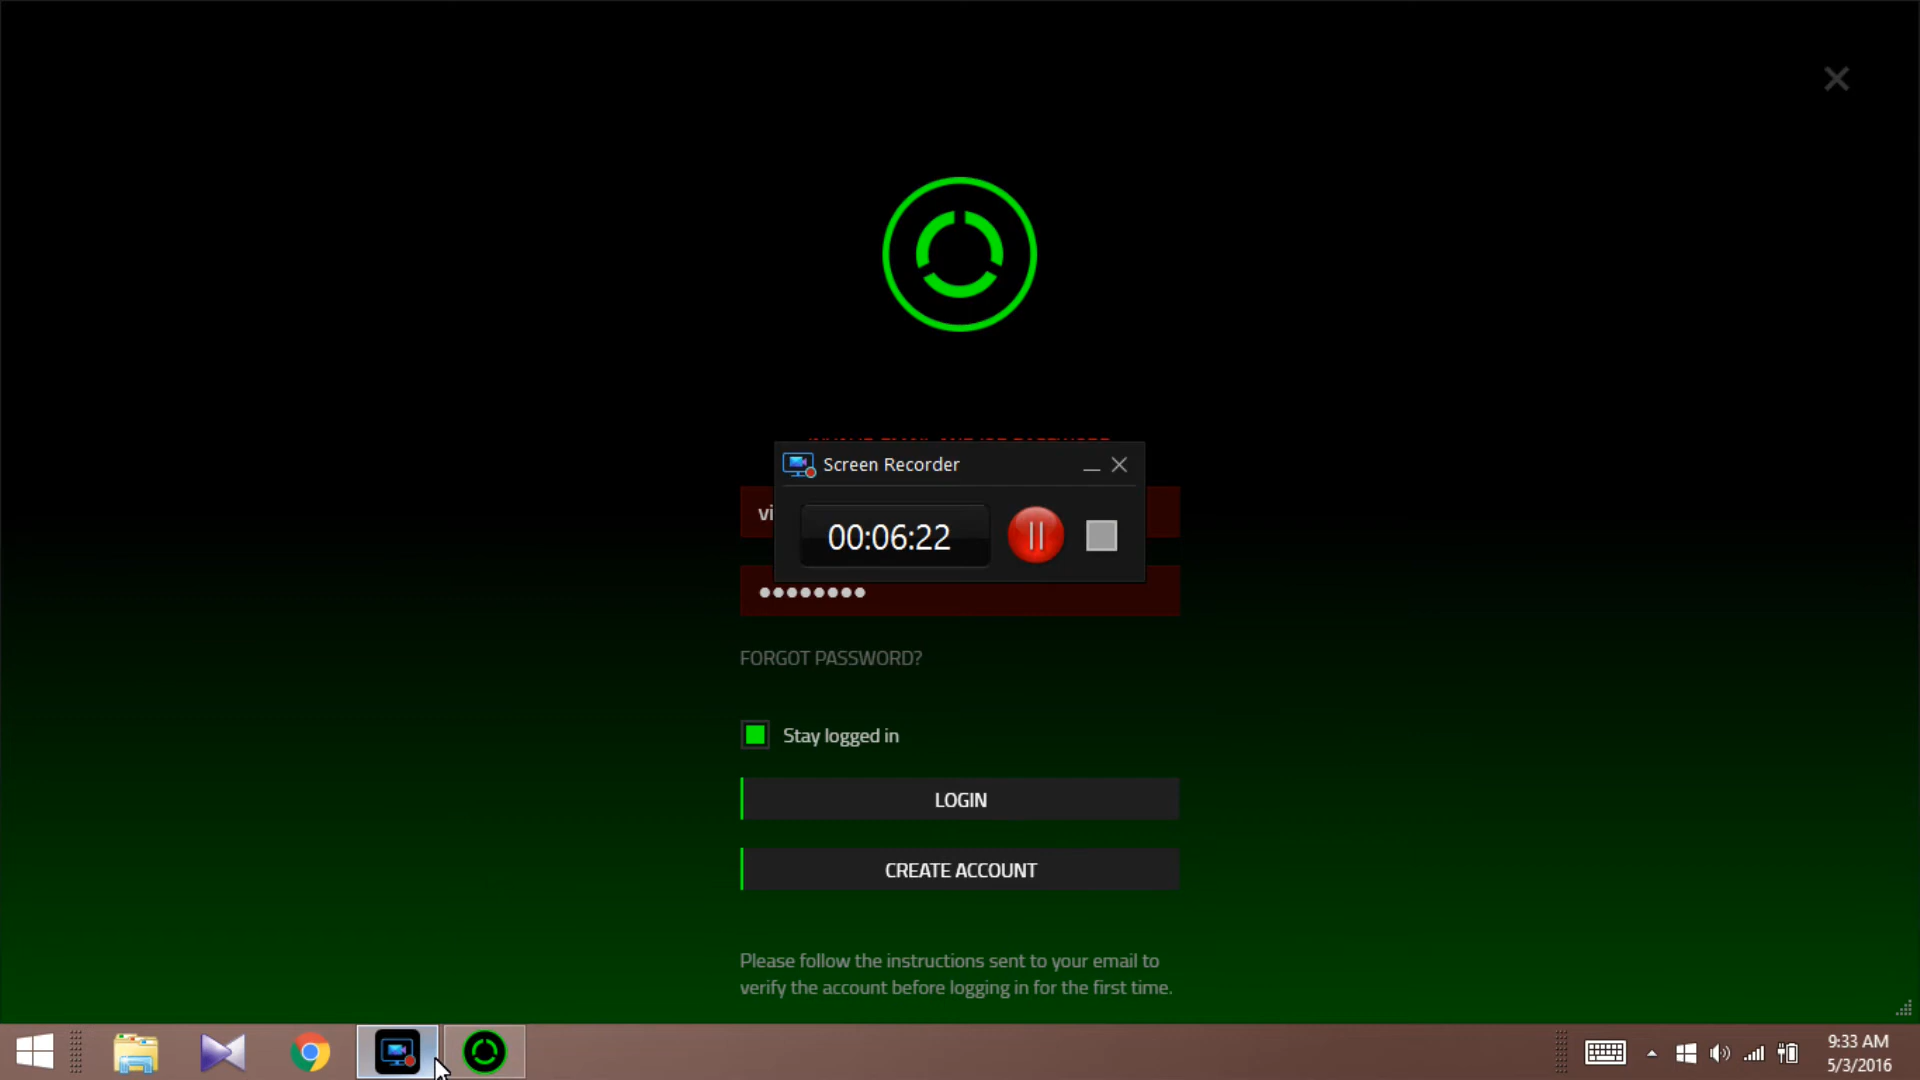 Screen Recorder
vi
00:06:22
●●●●●●●●
FORGOT PASSWORD?
Stay logged in
LOGIN
CREATE ACCOUNT
Please follow the instructions sent to your email to
verify the account before logging in for the first time.
9:33 AM
5/3/2016